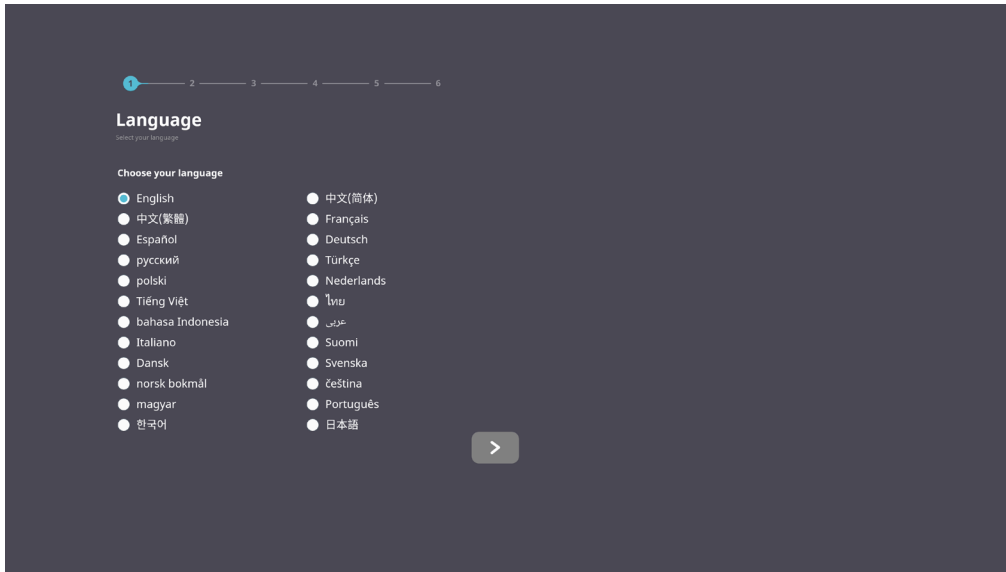 1 2 3 4 5 6
Language
Select your language
Choose your language
English
中文(简体)
中文(繁體)
Français
Español
Deutsch
русский
Türkçe
polski
Nederlands
Tiếng Việt
ไทย
bahasa Indonesia
عربى
Italiano
Suomi
Dansk
Svenska
norsk bokmål
čeština
magyar
Português
한국어
日本語